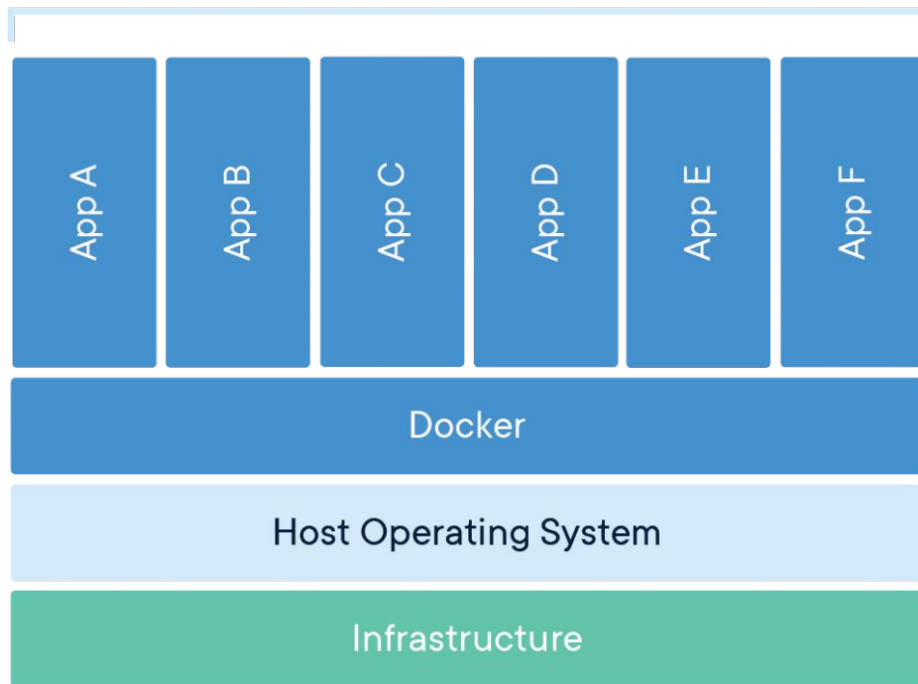 App A
App B
App C
App D
App E
App F
Docker
Host Operating System
Infrastructure